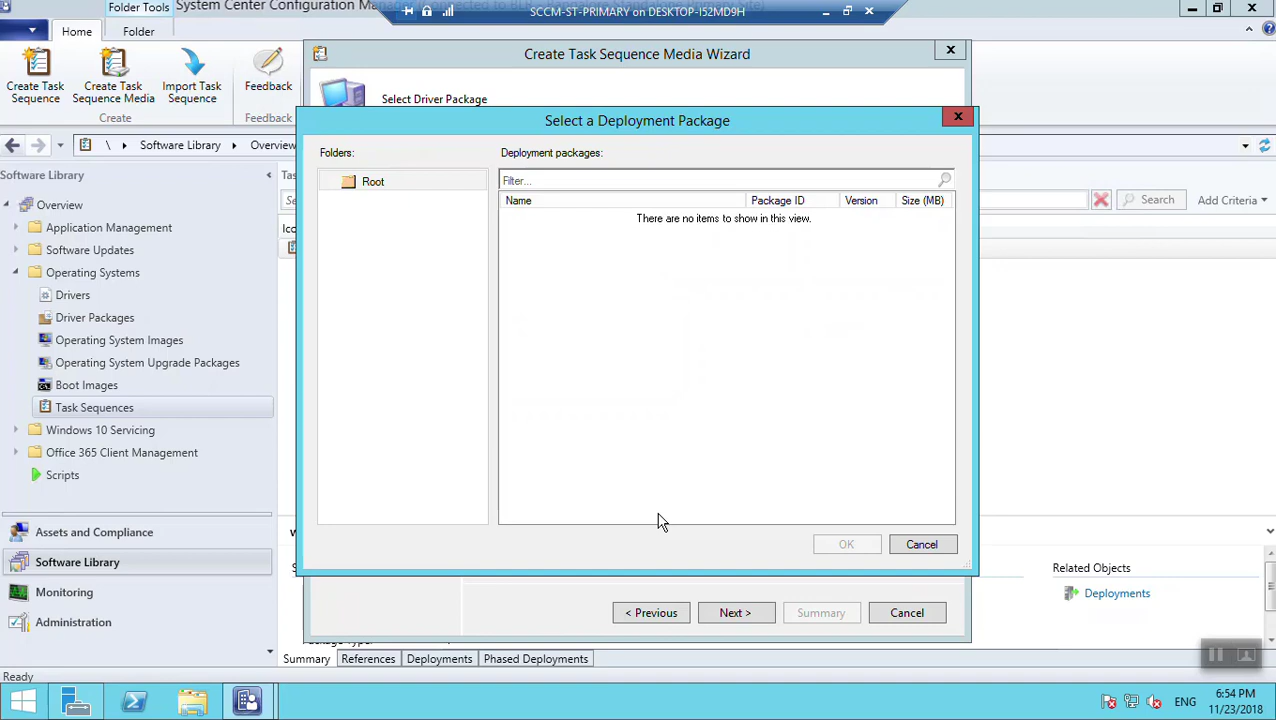 Folder Tools
System Center Configuration
SCCM-ST-PRIMARY on DESKTOP-I52MD9H
Home
Folder
Create Task Sequence
Create Task Sequence Media
Import Task Sequence
Feedback
Create
Feedback
\
Software Library
Overview
Software Library
Overview
Application Management
Software Updates
Operating Systems
Drivers
Driver Packages
Operating System Images
Operating System Upgrade Packages
Boot Images
Task Sequences
Windows 10 Servicing
Office 365 Client Management
Scripts
Assets and Compliance
Software Library
Monitoring
Administration
Search
Add Criteria
Create Task Sequence Media Wizard
Select Driver Package
Select a Deployment Package
Folders:
Root
Deployment packages:
Filter...
Name
Package ID
Version
Size (MB)
There are no items to show in this view.
OK
Cancel
< Previous
Next >
Summary
Cancel
Related Objects
Deployments
Summary
References
Deployments
Phased Deployments
Ready
ENG
6:54 PM
11/23/2018